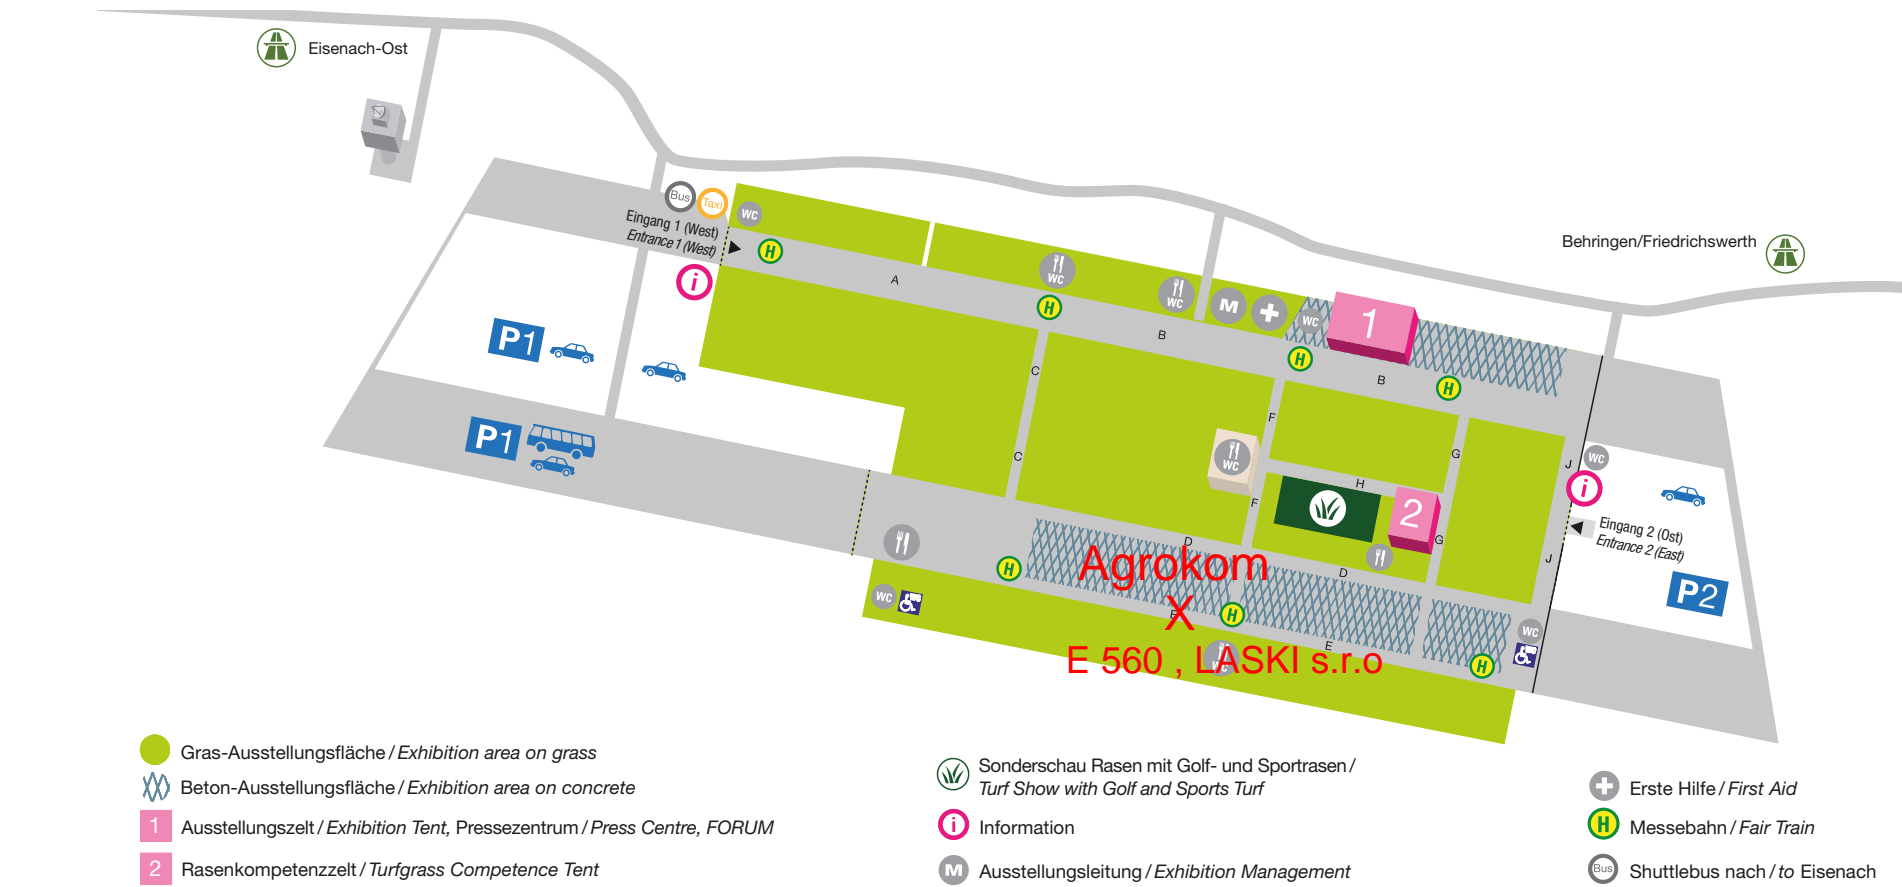 Eisenach-Ost
Bus
Taxi
WC
Eingang 1 (West)
Entrance 1 (West)
H
i
A
WC
H
WC
M
WC
1
Behringen/Friedrichswerth
B
H
B
H
P1
C
F
G
J
WC
P1
C
WC
H
i
F
2
G
Eingang 2 (Ost)
Entrance 2 (East)
J
D
D
H
Agrokom
P2
WC
X
E
H
E
WC
WC
E 560 , LASKI s.r.o
H
WC
Gras-Ausstellungsfläche / Exhibition area on grass
Beton-Ausstellungsfläche / Exhibition area on concrete
1 Ausstellungszelt / Exhibition Tent, Pressezentrum / Press Centre, FORUM
2 Rasenkompetenzzelt / Turfgrass Competence Tent
Sonderschau Rasen mit Golf- und Sportrasen /
Turf Show with Golf and Sports Turf
i Information
M Ausstellungsleitung / Exhibition Management
Erste Hilfe / First Aid
H Messebahn / Fair Train
Bus Shuttlebus nach / to Eisenach